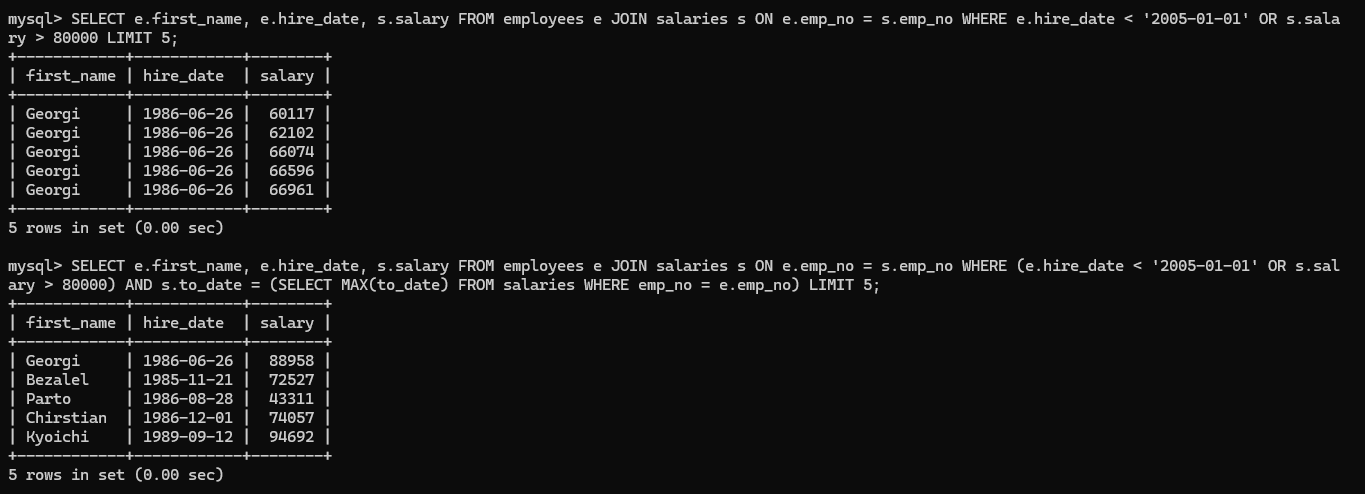 mysql> SELECT e.first_name, e.hire_date, s.salary FROM employees e JOIN salaries s ON e.emp_no = s.emp_no WHERE e.hire_date < '2005-01-01' OR s.sala
ry > 80000 LIMIT 5;
+------------+------------+--------+
| first_name | hire_date  | salary |
+------------+------------+--------+
| Georgi     | 1986-06-26 |  60117 |
| Georgi     | 1986-06-26 |  62102 |
| Georgi     | 1986-06-26 |  66074 |
| Georgi     | 1986-06-26 |  66596 |
| Georgi     | 1986-06-26 |  66961 |
+------------+------------+--------+
5 rows in set (0.00 sec)

mysql> SELECT e.first_name, e.hire_date, s.salary FROM employees e JOIN salaries s ON e.emp_no = s.emp_no WHERE (e.hire_date < '2005-01-01' OR s.sal
ary > 80000) AND s.to_date = (SELECT MAX(to_date) FROM salaries WHERE emp_no = e.emp_no) LIMIT 5;
+------------+------------+--------+
| first_name | hire_date  | salary |
+------------+------------+--------+
| Georgi     | 1986-06-26 |  88958 |
| Bezalel    | 1985-11-21 |  72527 |
| Parto      | 1986-08-28 |  43311 |
| Chirstian  | 1986-12-01 |  74057 |
| Kyoichi    | 1989-09-12 |  94692 |
+------------+------------+--------+
5 rows in set (0.00 sec)